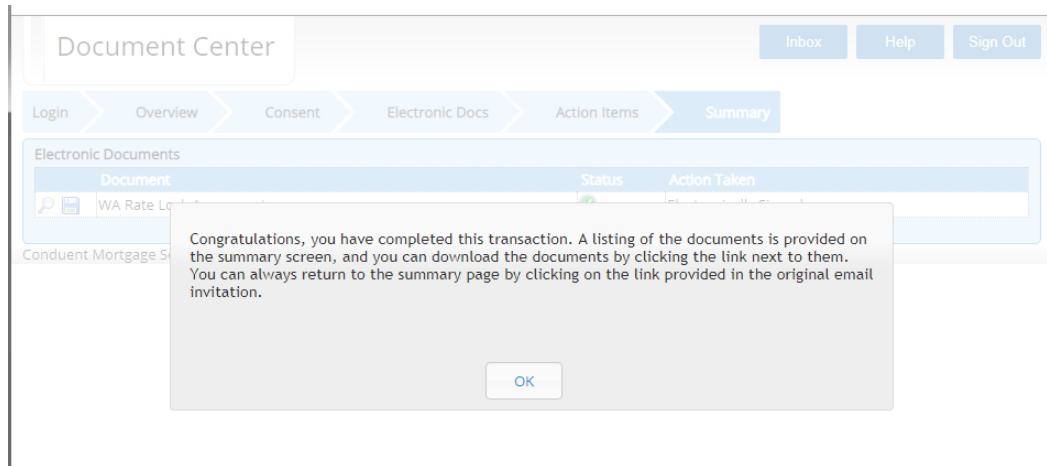 Document Center
Inbox Help Sign Out
Login Overview Consent Electronic Docs Action Items Summary
Electronic Documents
Document Status Action Taken
WA Rate Lock
Congratulations, you have completed this transaction. A listing of the documents is provided on
the summary screen, and you can download the documents by clicking the link next to them.
You can always return to the summary page by clicking on the link provided in the original email
invitation.
Conduent Mortgage
OK